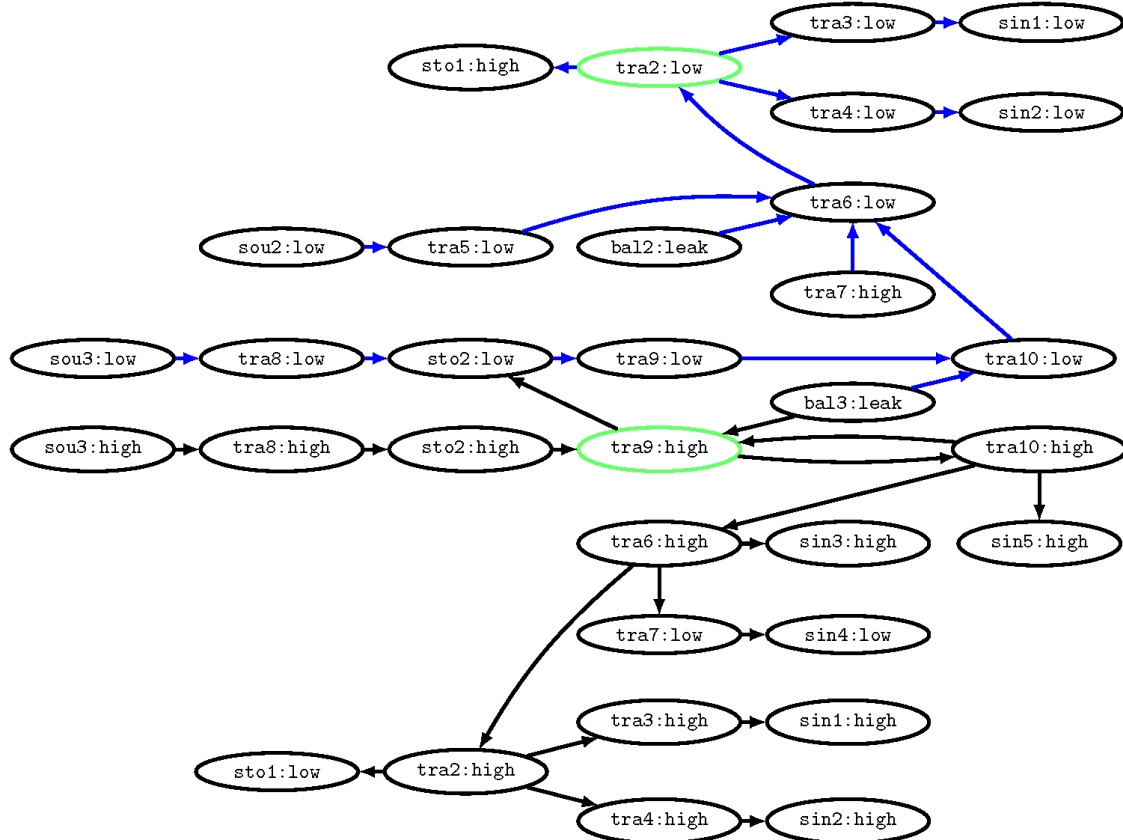 tra3:low
sin1:low
sto1:high
tra2:low
tra4:low
sin2:low
tra6:low
sou2:low
tra5:low
bal2:leak
tra7:high
sou3:low
tra8:low
sto2:low
tra9:low
tra10:low
bal3:leak
sou3:high
tra8:high
sto2:high
tra9:high
tra10:high
tra6:high
sin3:high
sin5:high
tra7:low
sin4:low
tra3:high
sin1:high
sto1:low
tra2:high
tra4:high
sin2:high